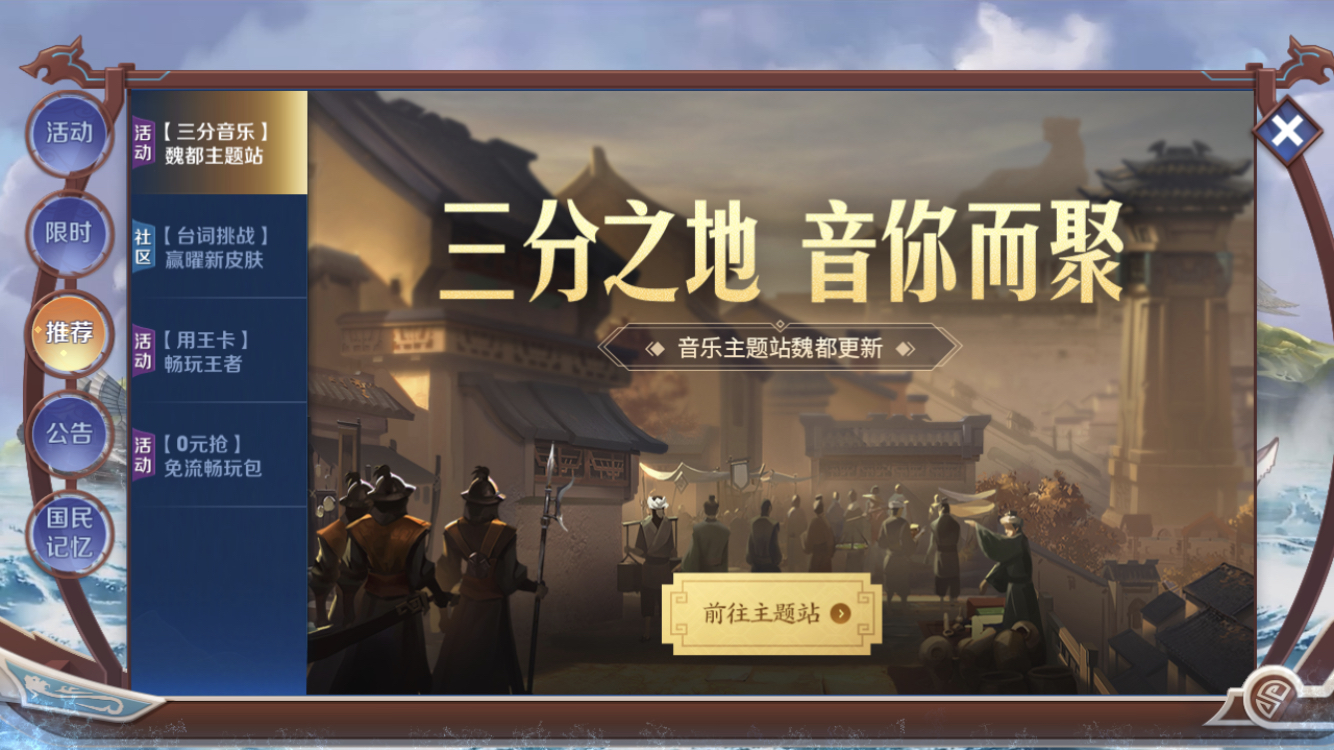 活动
限时
推荐
公告
国民
记忆
活动
【三分音乐】
魏都主题站
社区
【台词挑战】
赢曜新皮肤
活动
【用王卡】
畅玩王者
活动
【0元抢】
免流畅玩包
三分之地 音你而聚
音乐主题站魏都更新
前往主题站